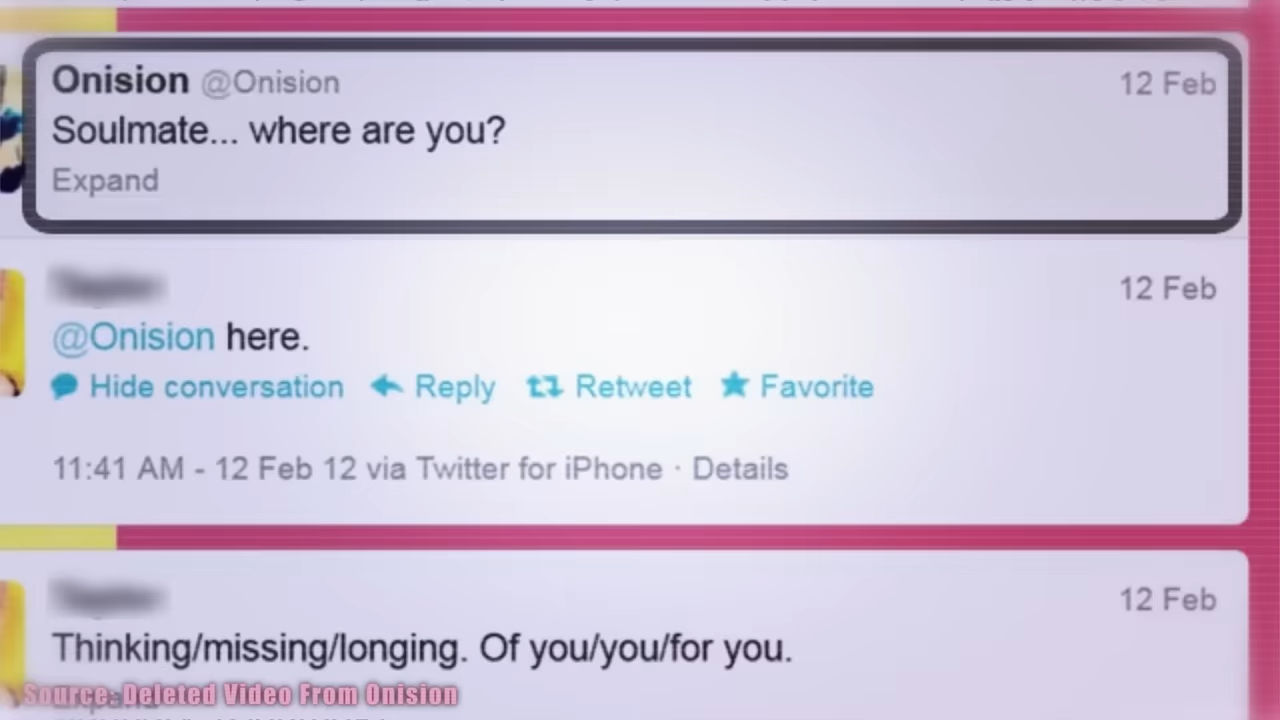 Onision @Onision 12 Feb
Soulmate... where are you?
Expand
12 Feb
@Onision here.
Hide conversation Reply Retweet Favorite
11:41 AM - 12 Feb 12 via Twitter for iPhone · Details
12 Feb
Thinking/missing/longing. Of you/you/for you.
Source: Deleted Video From Onision